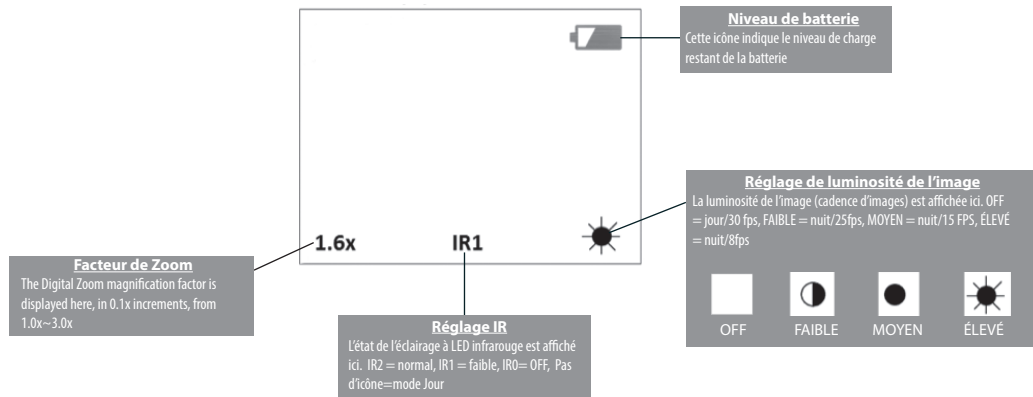 Niveau de batterie
Cette icône indique le niveau de charge
restant de la batterie
Réglage de luminosité de l'image
La luminosité de l'image (cadence d'images) est affichée ici. OFF
= jour/30 fps, FAIBLE = nuit/25fps, MOYEN = nuit/15 FPS, ÉLEVÉ
= nuit/8fps
OFF FAIBLE MOYEN ÉLEVÉ
1.6x IR1
Facteur de Zoom
The Digital Zoom magnification factor is
displayed here, in 0.1x increments, from
1.0x~3.0x
Réglage IR
L'état de l'éclairage à LED infrarouge est affiché
ici. IR2 = normal, IR1 = faible, IR0= OFF, Pas
d'icône=mode Jour